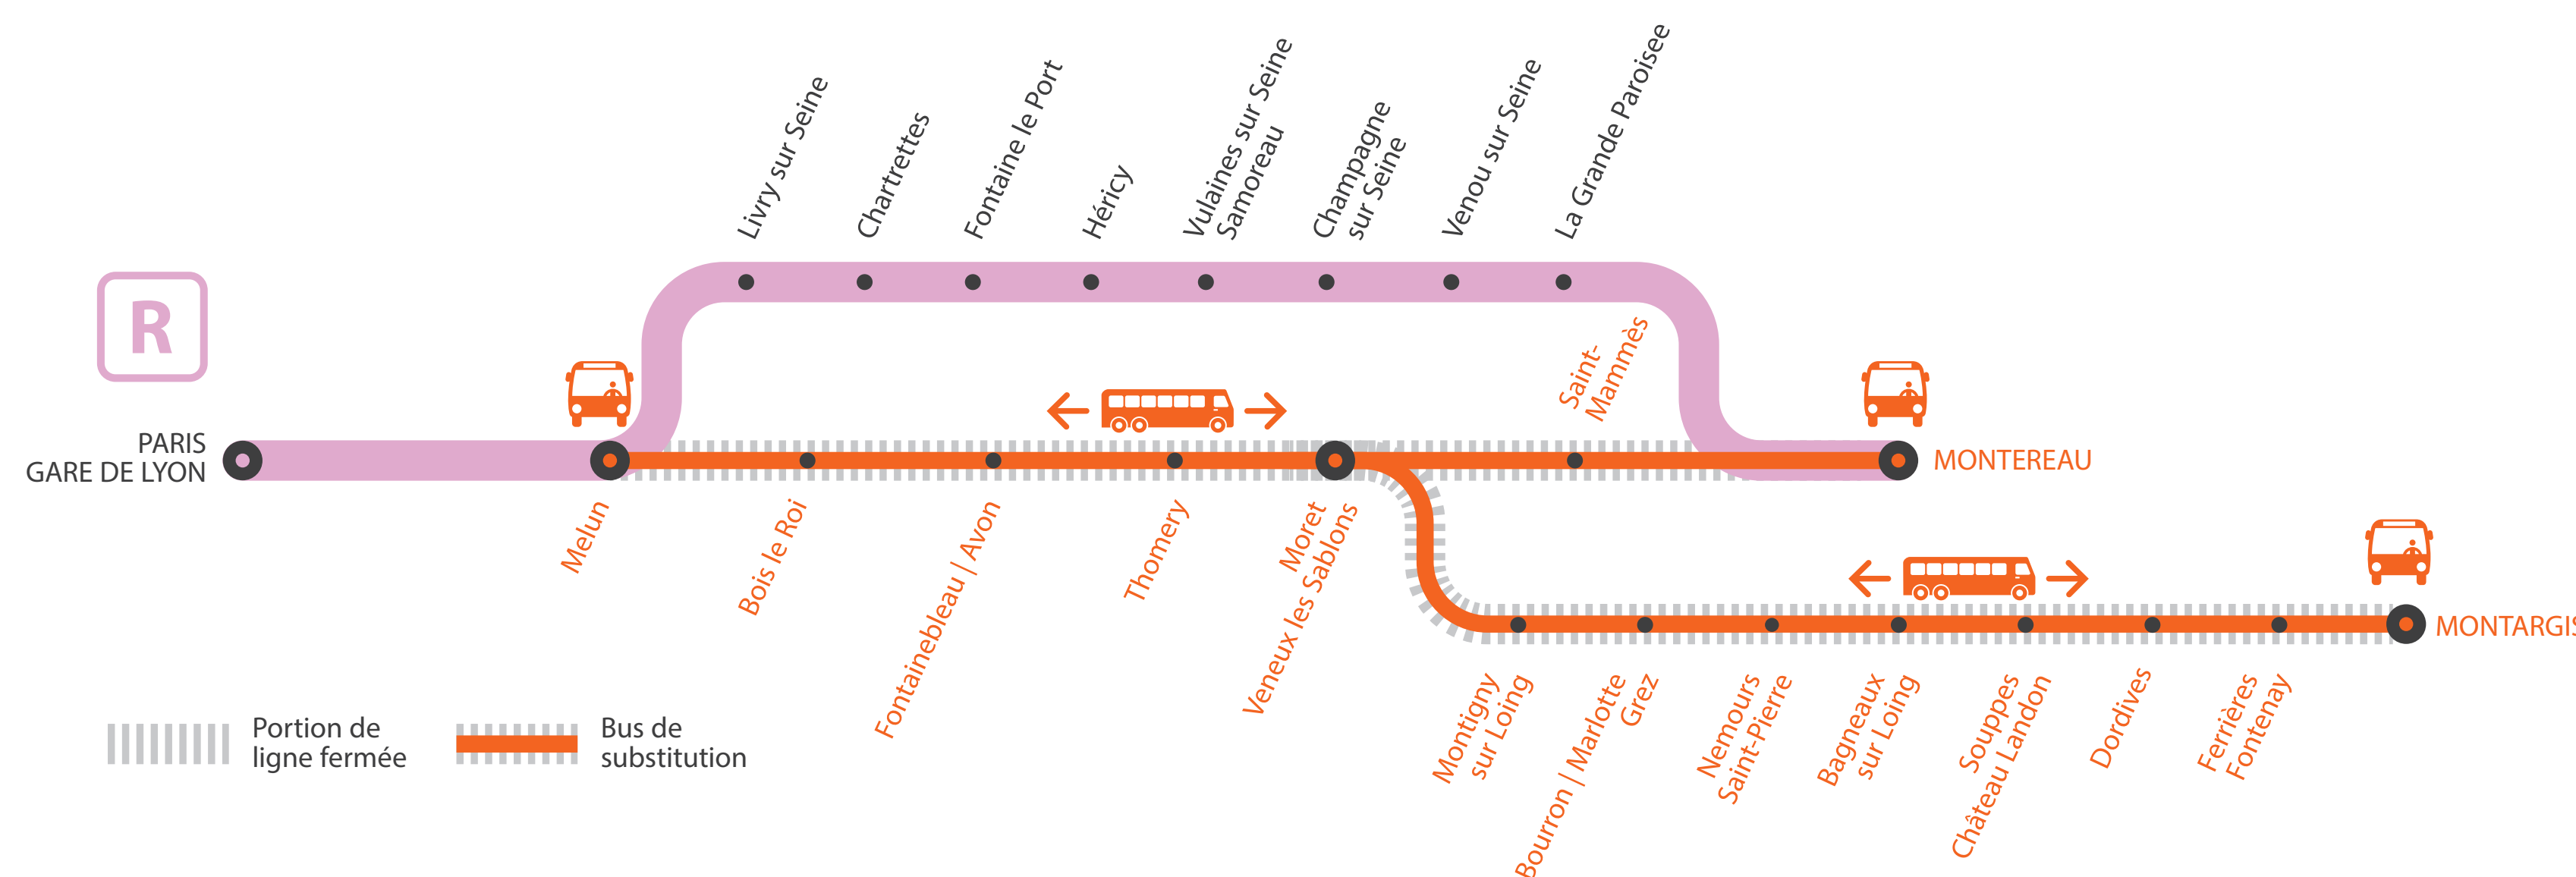 Livry sur Seine
Chartrettes
Fontaine le Port
Héricy
Vulaines sur Seine
Samoreau
Champagne
sur Seine
Venou sur Seine
La Grande Paroisee
R
Saint-
Mammès
PARIS
GARE DE LYON
MONTEREAU
Melun
Bois le Roi
Fontainebleau | Avon
Thomery
Moret
Veneux les Sablons
MONTARGIS
Montigny
sur Loing
Bourron | Marlotte
Grez
Nemours
Saint-Pierre
Bagneaux
sur Loing
Souppes
Château Landon
Dordives
Ferrières
Fontenay
Portion de
ligne fermée
Bus de
substitution